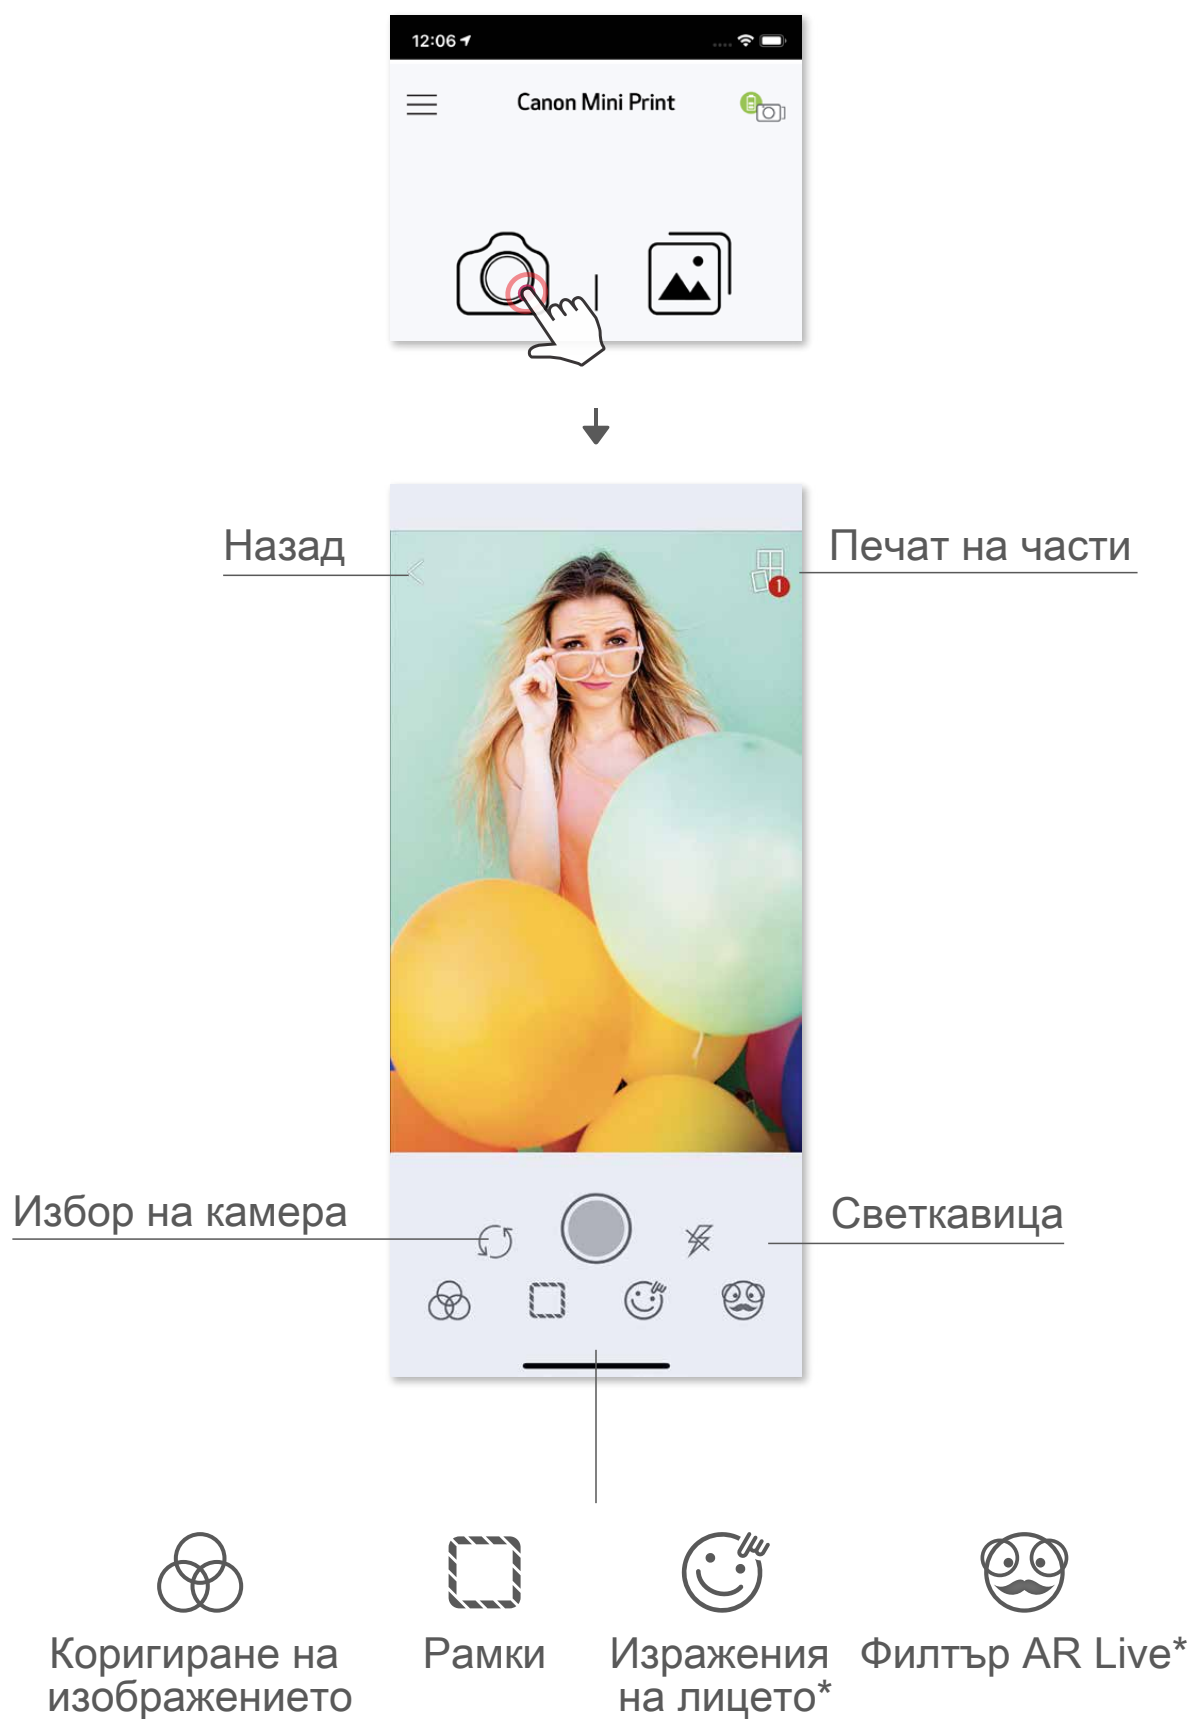 12:06
Canon Mini Print
Назад
Печат на части
1
Избор на камера
Светкавица
Коригиране на
изображението
Рамки
Изражения
на лицето*
Филтър AR Live*